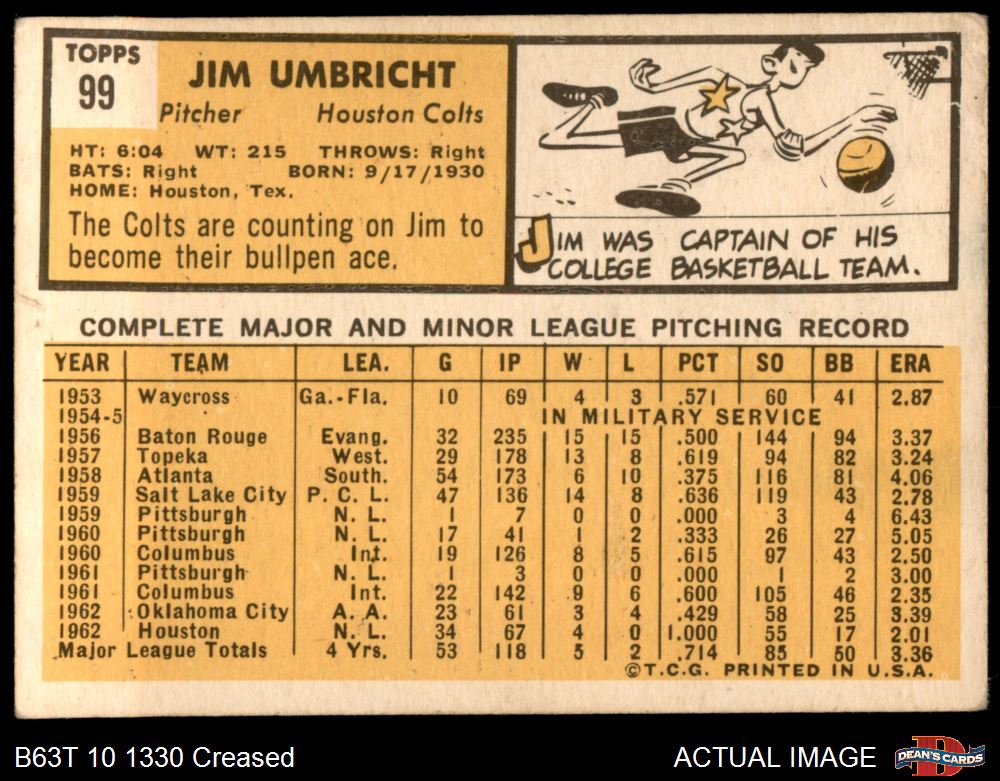 TOPPS
99
JIM UMBRICHT
Pitcher Houston Colts
HT: 6:04 WT: 215 THROWS: Right
BATS: Right BORN: 9/17/1930
HOME: Houston, Tex.
The Colts are counting on Jim to
become their bullpen ace.
JIM WAS CAPTAIN OF HIS
COLLEGE BASKETBALL TEAM.
COMPLETE MAJOR AND MINOR LEAGUE PITCHING RECORD
YEAR TEAM LEA. G IP W L PCT SO BB ERA
1953 Waycross Ga.-Fla. 10 69 4 3 .571 60 41 2.87
1954-5 IN MILITARY SERVICE
1956 Baton Rouge Evang. 32 235 15 15 .500 144 94 3.37
1957 Topeka West. 29 178 13 8 .619 94 82 3.24
1958 Atlanta South. 54 173 6 10 .375 116 81 4.06
1959 Salt Lake City P. C. L. 47 136 14 8 .636 119 43 2.78
1959 Pittsburgh N. L. 1 7 0 0 .000 3 4 6.43
1960 Pittsburgh N. L. 17 41 1 2 .333 26 27 5.05
1960 Columbus Int. 19 126 8 5 .615 97 43 2.50
1961 Pittsburgh N. L. 1 3 0 0 .000 1 2 3.00
1961 Columbus Int. 22 142 9 6 .600 105 46 2.35
1962 Oklahoma City A. A. 23 61 3 4 .429 58 25 3.39
1962 Houston N. L. 34 67 4 0 1.000 55 17 2.01
Major League Totals 4 Yrs. 53 118 5 2 .714 85 50 3.36
©T.C.G. PRINTED IN U.S.A.
B63T 10 1330 Creased ACTUAL IMAGE D DEAN'S CARDS